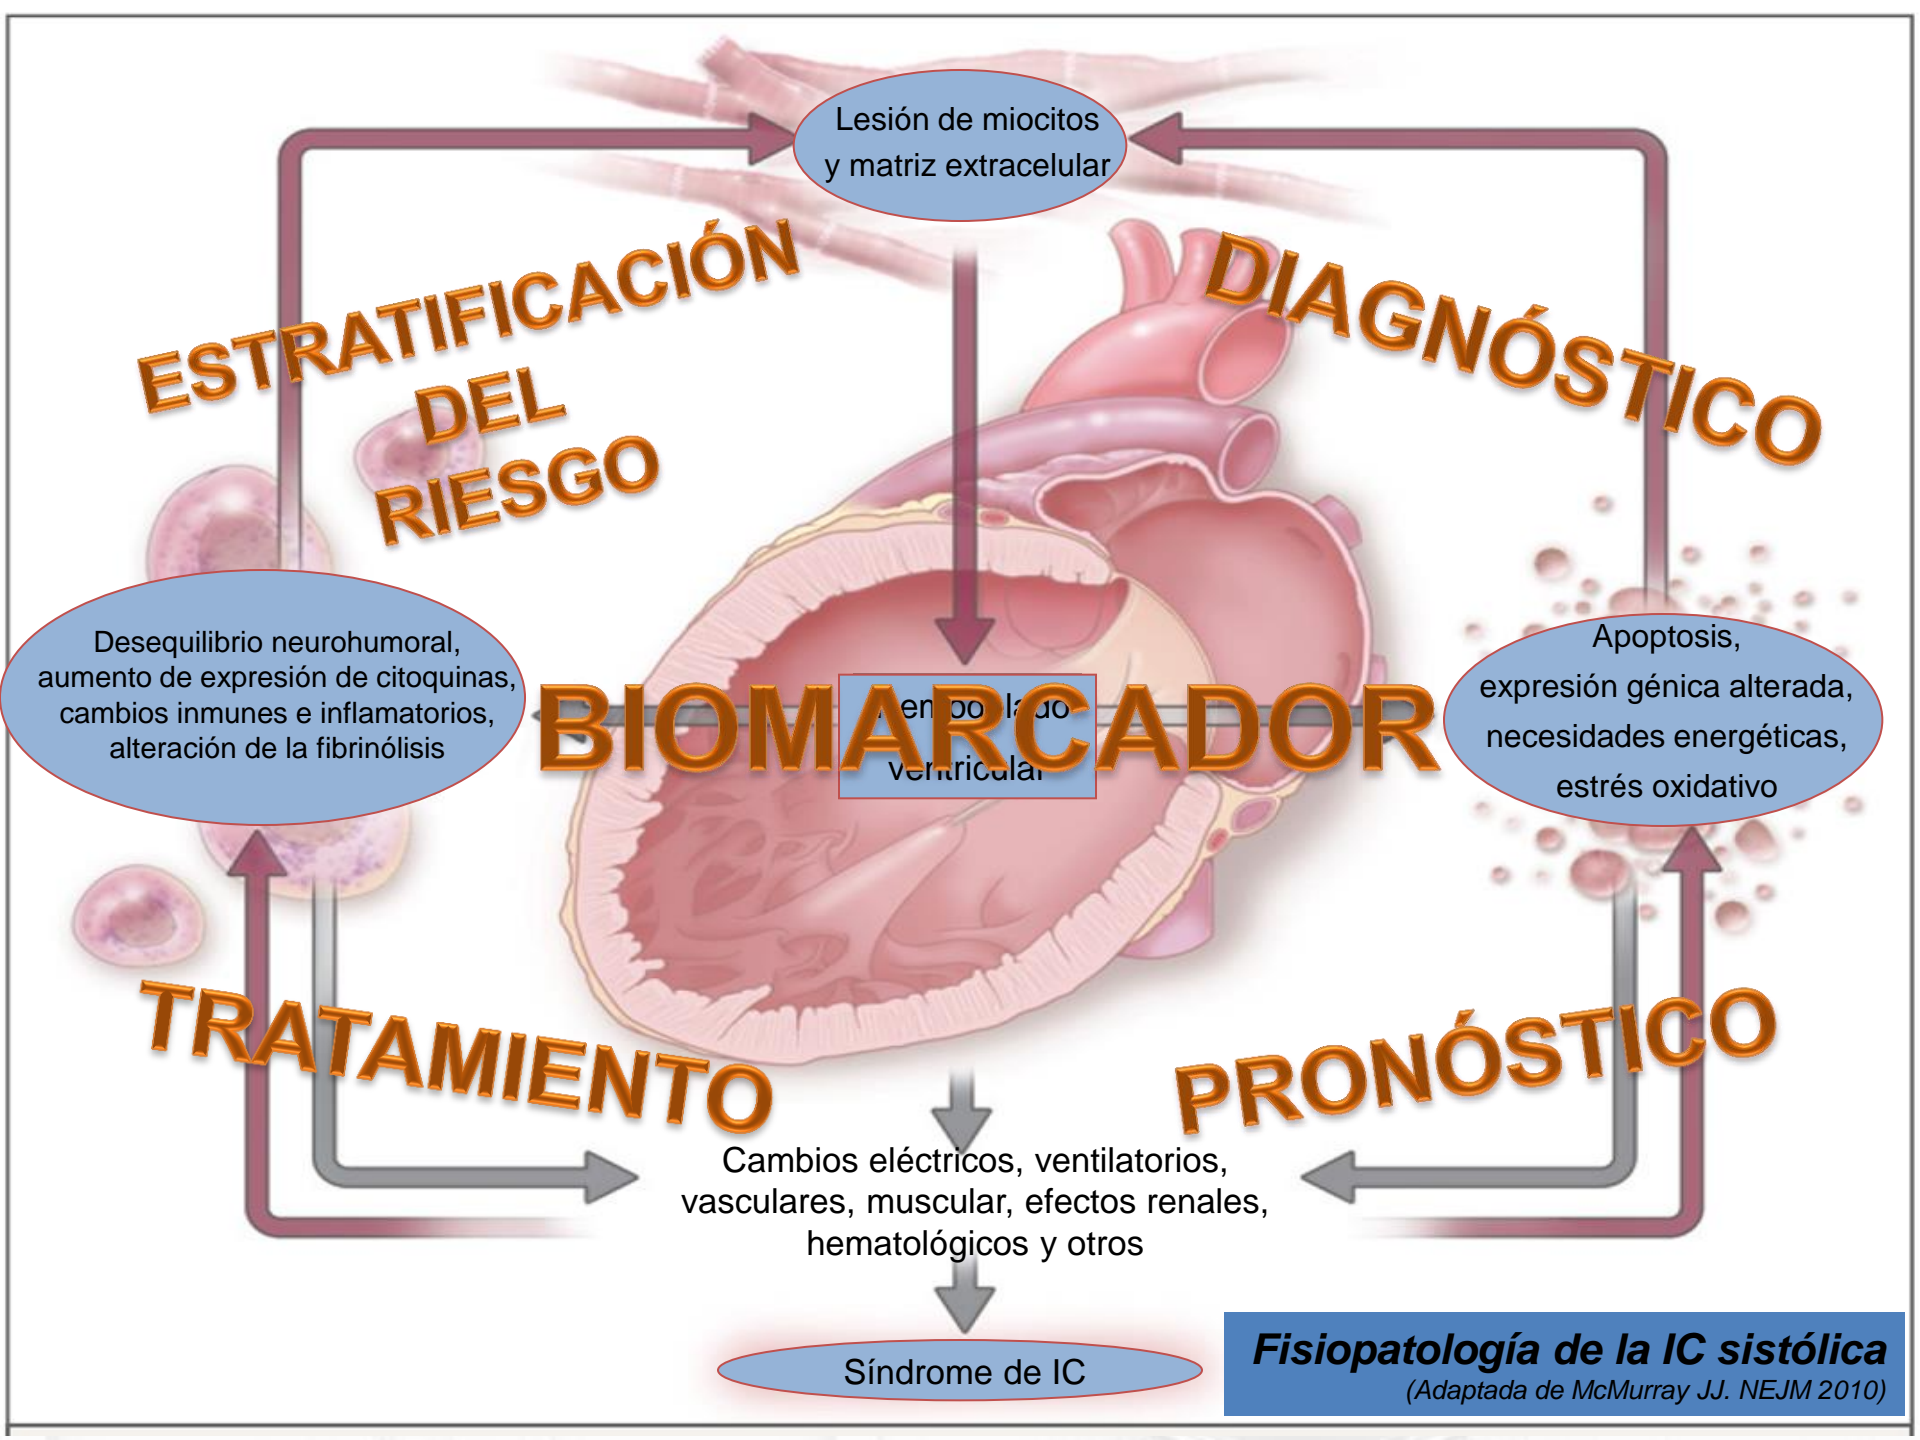 Lesión de miocitos
y matriz extracelular
ESTRATIFICACIÓN
DEL
RIESGO
DIAGNÓSTICO
Desequilibrio neurohumoral,
aumento de expresión de citoquinas,
cambios inmunes e inflamatorios,
alteración de la fibrinólisis
BIOMARCADOR
ventricular
Apoptosis,
expresión génica alterada,
necesidades energéticas,
estrés oxidativo
TRATAMIENTO
PRONÓSTICO
Cambios eléctricos, ventilatorios,
vasculares, muscular, efectos renales,
hematológicos y otros
Síndrome de IC
Fisiopatología de la IC sistólica
(Adaptada de McMurray JJ. NEJM 2010)